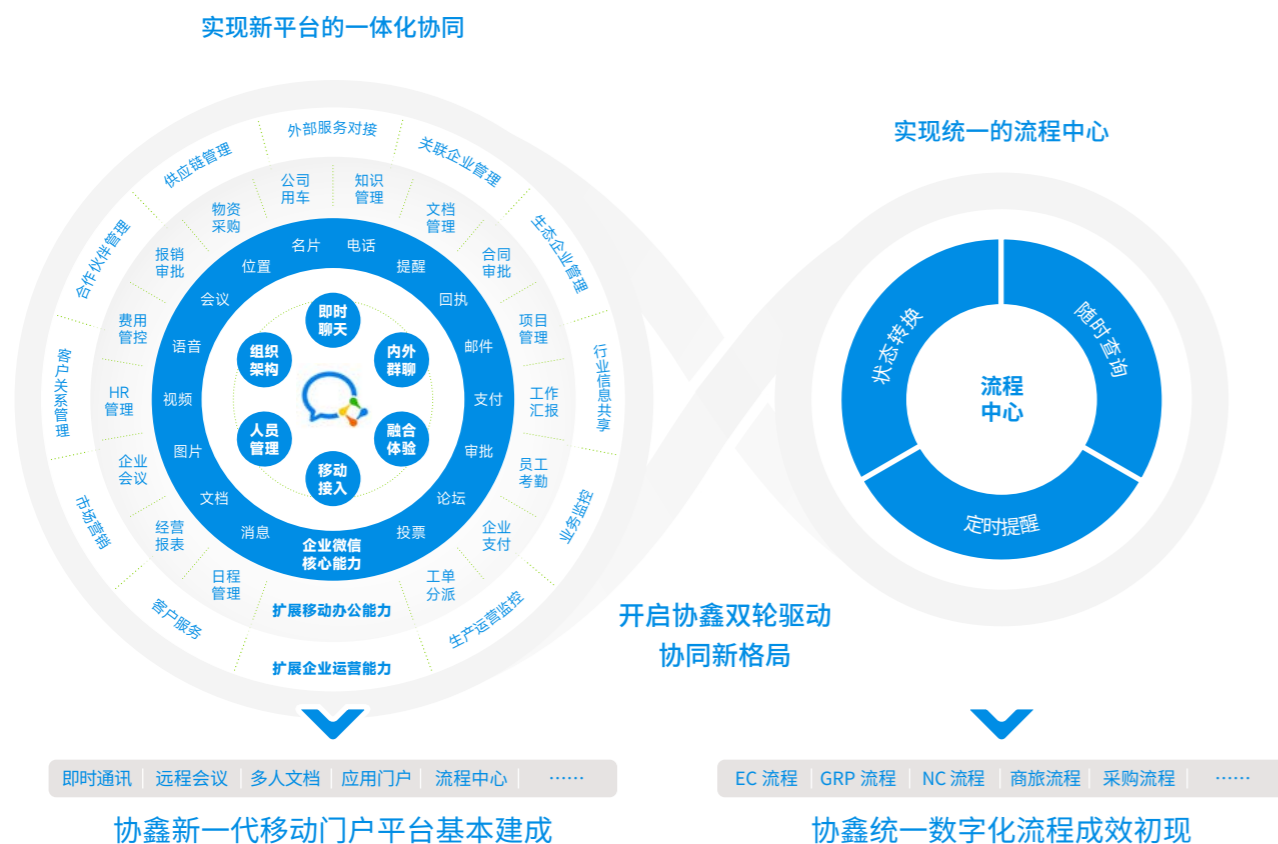 实现新平台的一体化协同
外部服务对接
关联企业管理
生态企业管理
行业信息共享
业务监控
生产运营监控
扩展企业运营能力
客户服务
市场营销
客户关系管理
合作伙伴管理
供应链管理
公司
用车
知识
管理
文档
管理
合同
审批
项目
管理
工作
汇报
员工
考勤
企业
支付
工单
分派
扩展移动办公能力
日程
管理
经营
报表
企业
会议
HR
管理
费用
管控
报销
审批
物资
采购
名片
电话
提醒
回执
邮件
支付
审批
论坛
投票
企业微信
核心能力
消息
文档
图片
视频
语音
会议
位置
即时
聊天
内外
群聊
融合
体验
移动
接入
人员
管理
组织
架构
开启协鑫双轮驱动
协同新格局
实现统一的流程中心
状态转换
随时查询
定时提醒
流程
中心
即时通讯 远程会议 多人文档 应用门户 流程中心 ……
协鑫新一代移动门户平台基本建成
EC 流程 GRP 流程 NC 流程 商旅流程 采购流程 ……
协鑫统一数字化流程成效初现